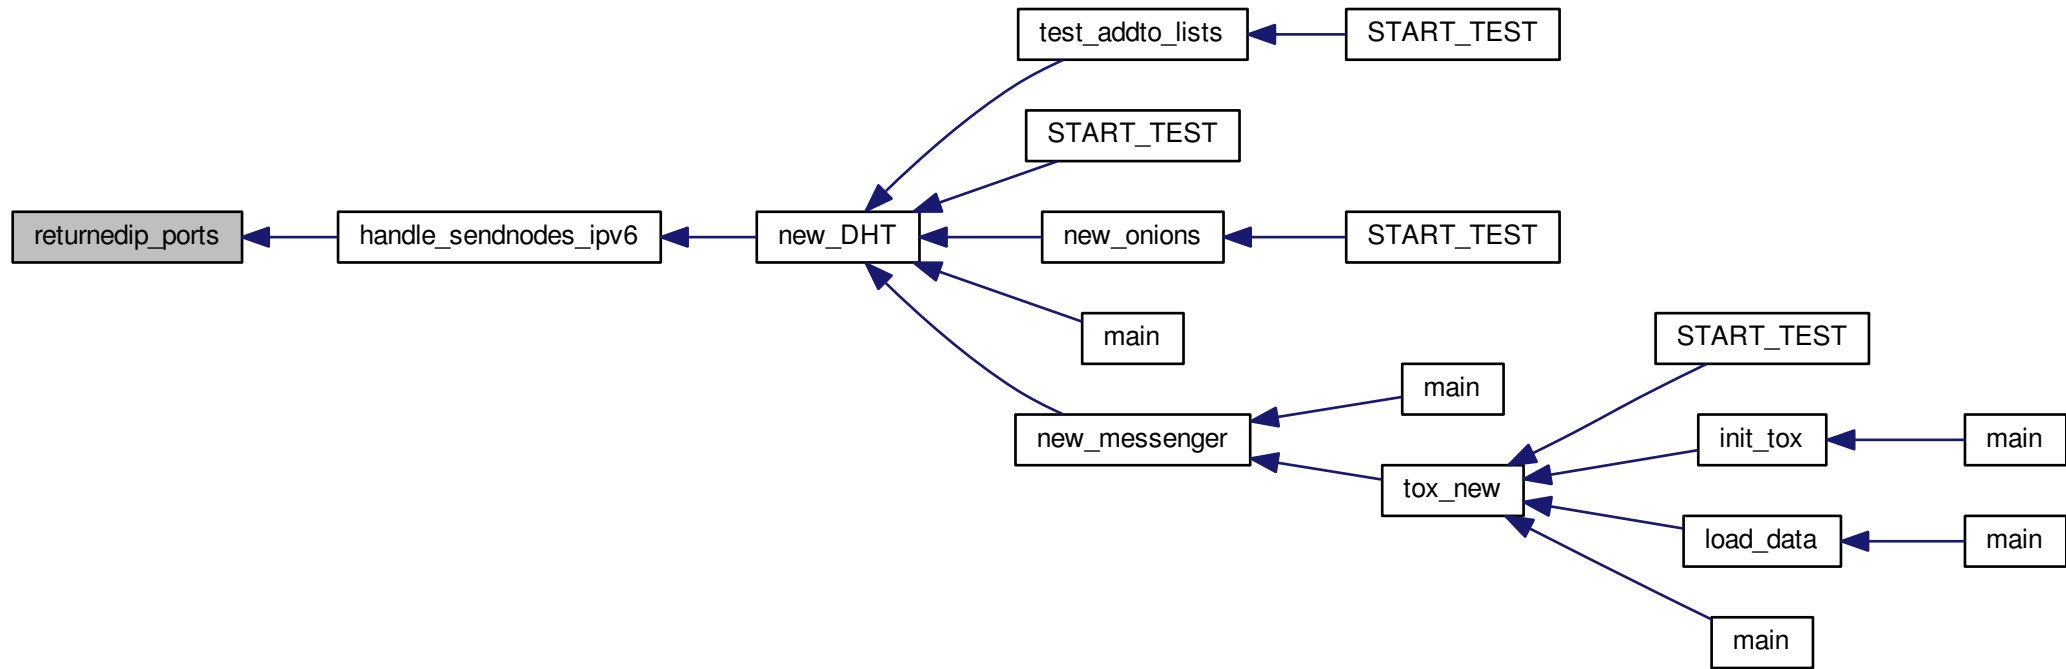 test_addto_lists
START_TEST
START_TEST
returnedip_ports
handle_sendnodes_ipv6
new_DHT
new_onions
START_TEST
main
START_TEST
main
new_messenger
init_tox
main
tox_new
load_data
main
main